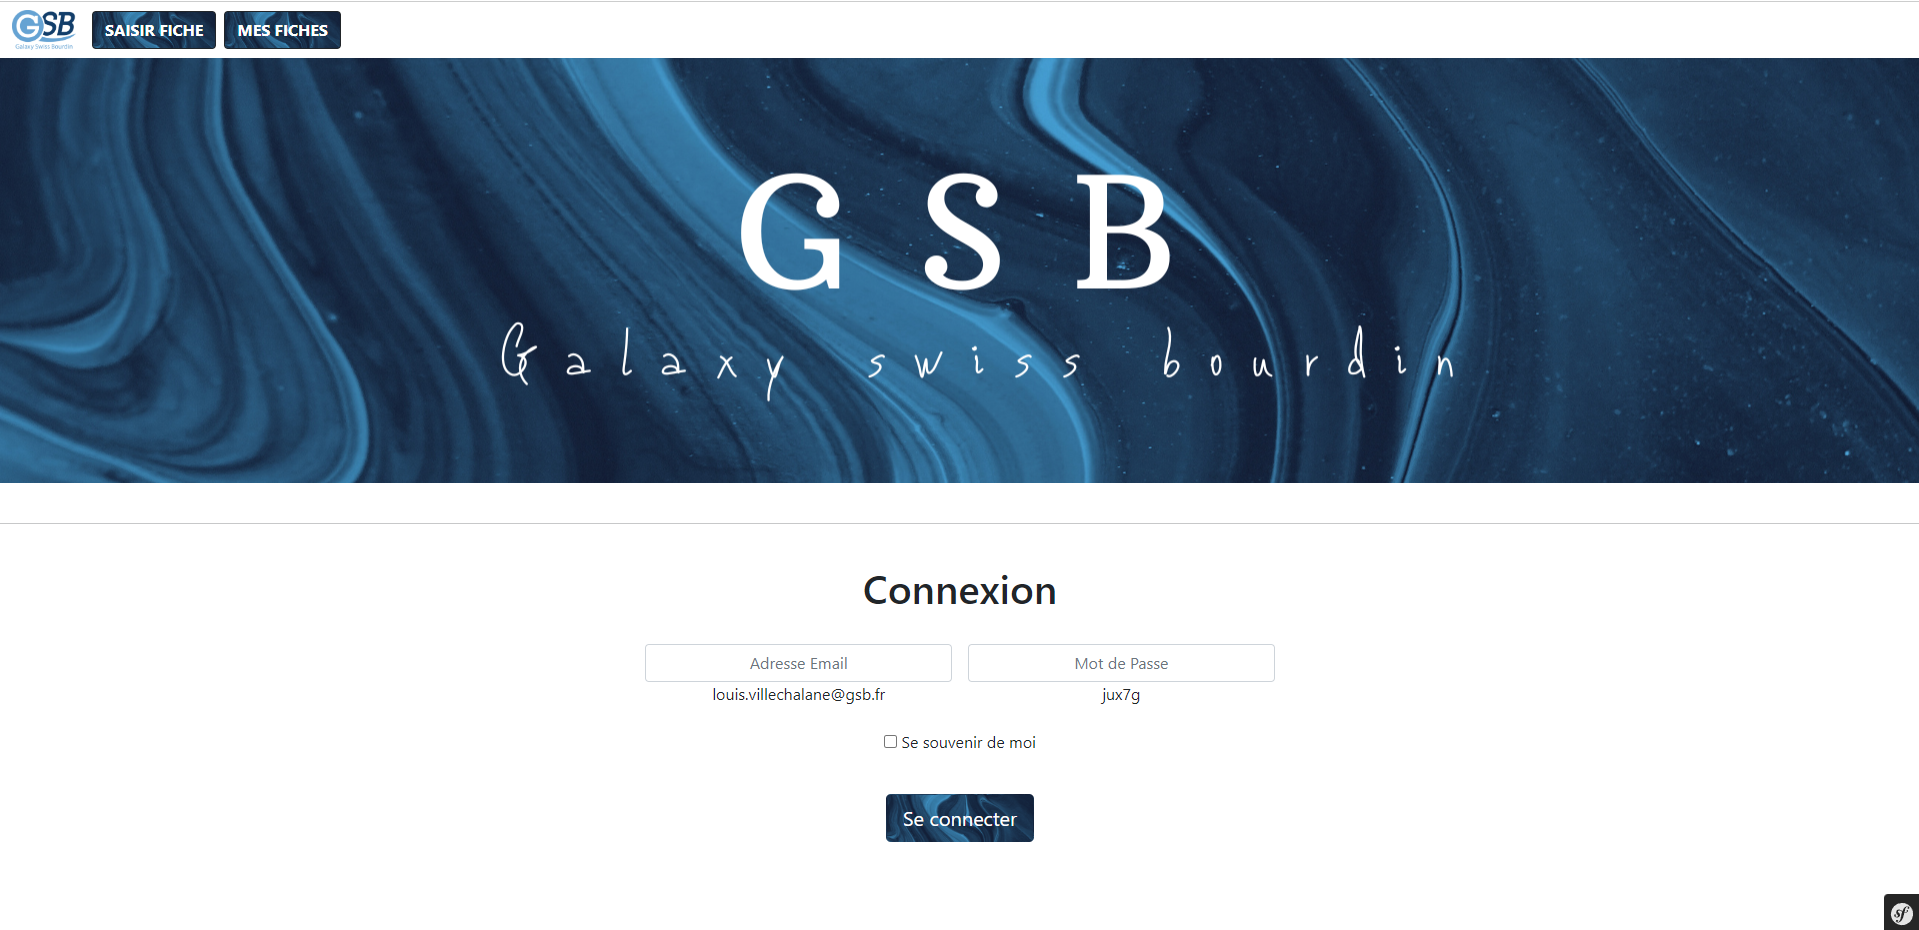 GSB
Galaxy Swiss Bourdin
SAISIR FICHE
MES FICHES
G S B
Galaxy swiss bourdin
Connexion
Adresse Email
Mot de Passe
louis.villechalane@gsb.fr
jux7g
Se souvenir de moi
Se connecter
sf